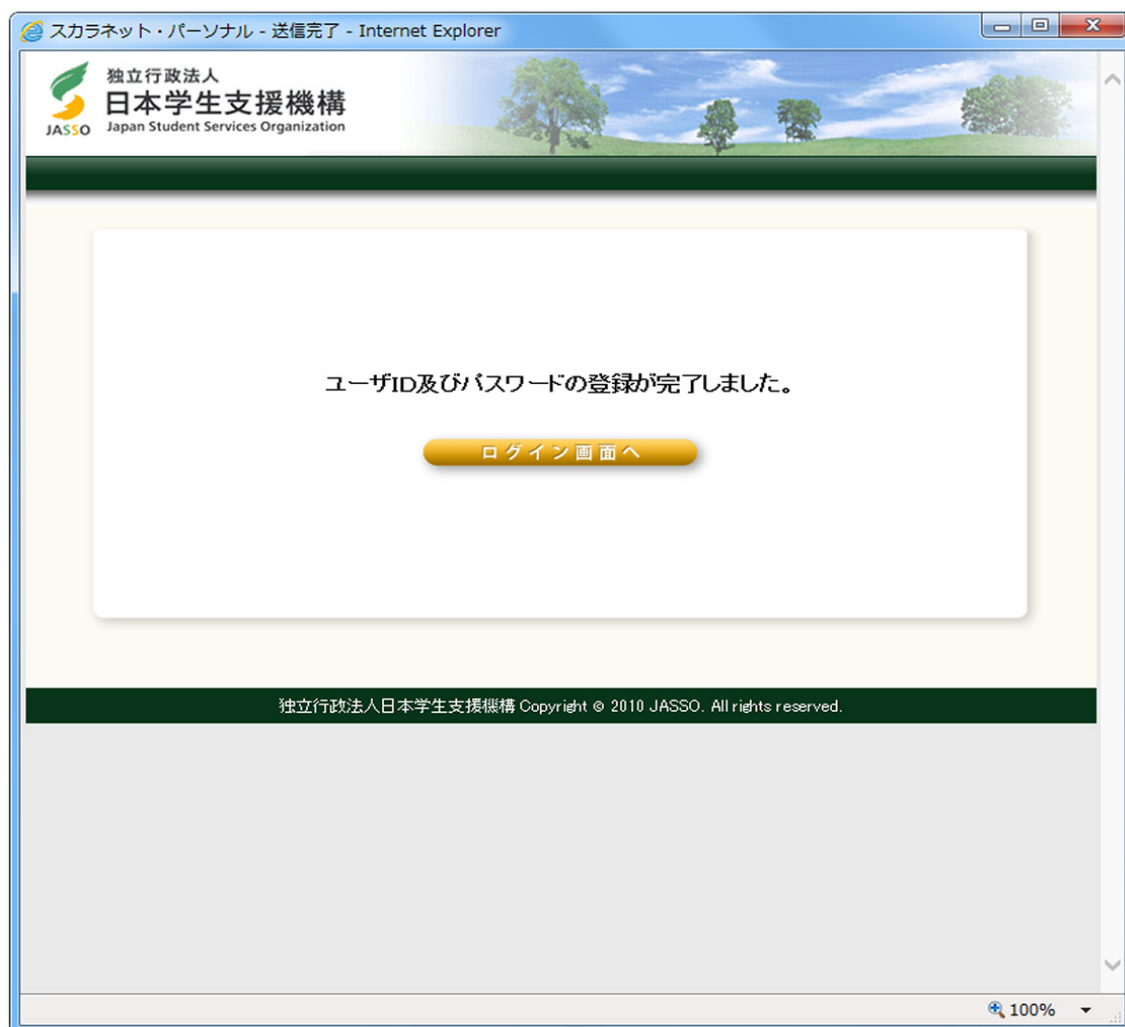 スカラネット・パーソナル - 送信完了 - Internet Explorer
独立行政法人
日本学生支援機構
JASSO Japan Student Services Organization
ユーザID及びパスワードの登録が完了しました。
ログイン画面へ
独立行政法人日本学生支援機構 Copyright © 2010 JASSO. All rights reserved.
100%